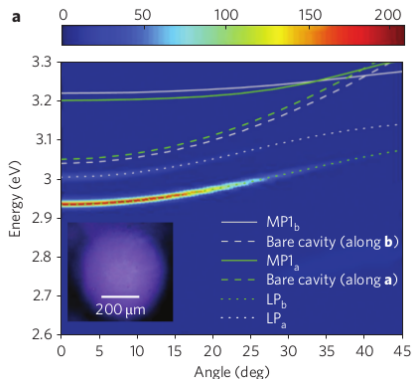 a
0 50 100 150 200
3.3
3.2
3.1
3
2.9
2.8
2.7
2.6
Energy (eV)
MP1b
Bare cavity (along b)
MP1a
Bare cavity (along a)
LPb
LPa
200 μm
0 5 10 15 20 25 30 35 40 45
Angle (deg)